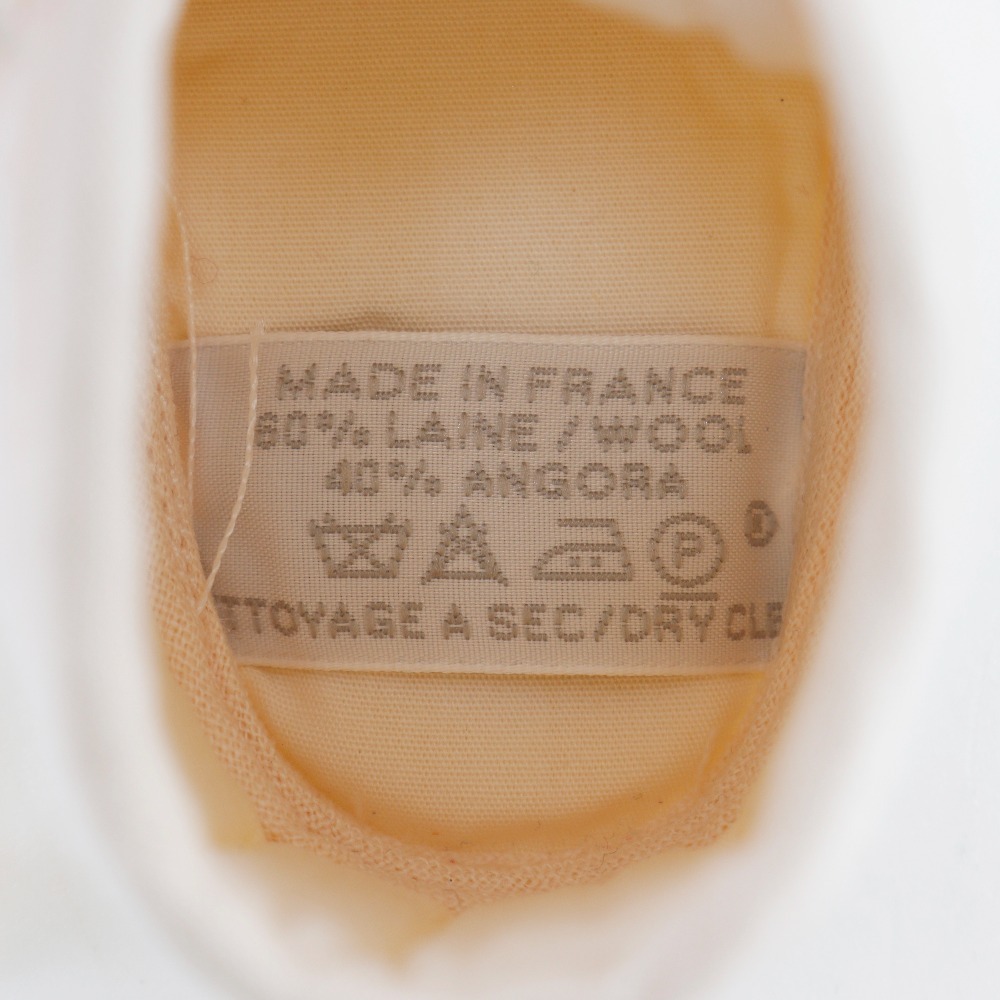 MADE IN FRANCE
60% LAINE / WOOL
40% ANGORA
P D
TTOYAGE A SEC/DRY CLE